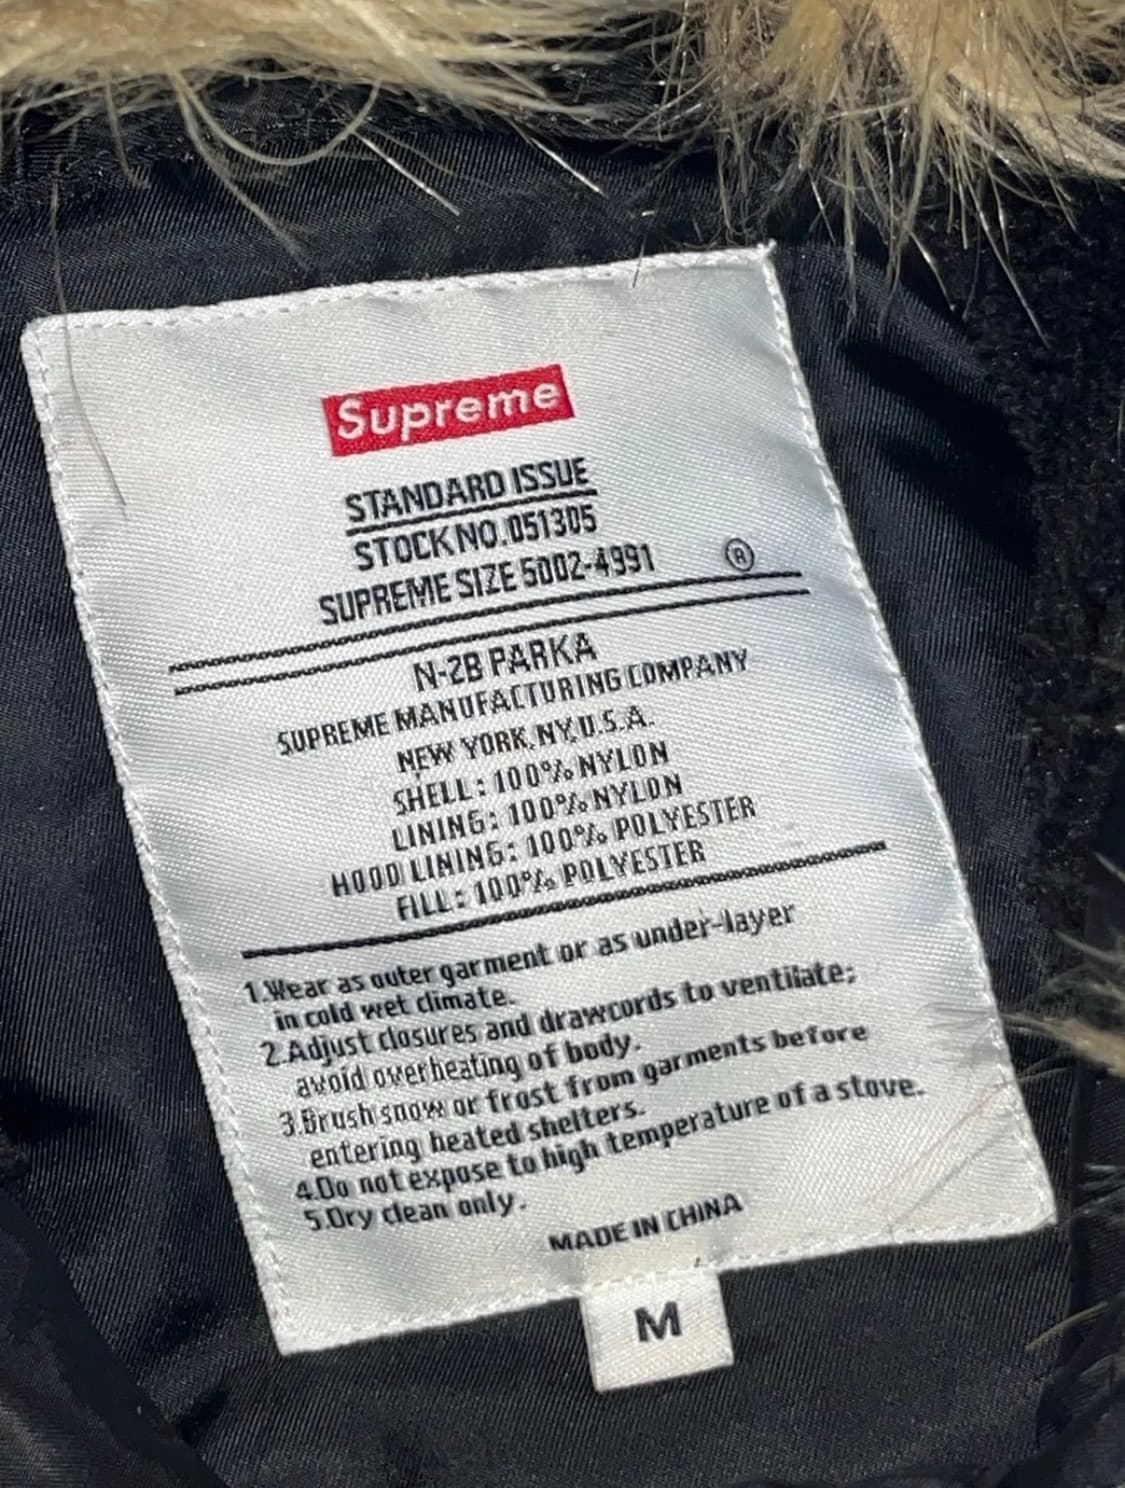 Supreme
STANDARD ISSUE
STOCK NO.051305
SUPREME SIZE 5002-4991 ®
N-2B PARKA
SUPREME MANUFACTURING COMPANY
NEW YORK,NY,U.S.A.
SHELL: 100% NYLON
LINING: 100% NYLON
HOOD LINING: 100% POLYESTER
FILL: 100% POLYESTER
1.Wear as outer garment or as under-layer
in cold wet climate.
2.Adjust closures and drawcords to ventilate;
avoid overheating of body.
3.Brush snow or frost from garments before
entering heated shelters.
4.Do not expose to high temperature of a stove.
5.Dry clean only.
MADE IN CHINA
M